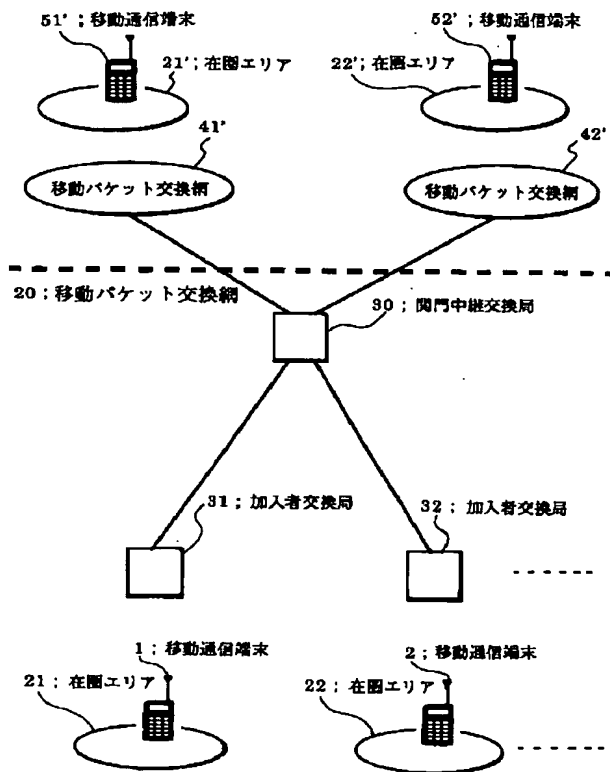 51'；移動通信端末
52'；移動通信端末
21'；在圏エリア
22'；在圏エリア
41'
42'
移動パケット交換網
移動パケット交換網
20；移動パケット交換網
30；関門中継交換局
31；加入者交換局
32；加入者交換局
1；移動通信端末
2；移動通信端末
21；在圏エリア
22；在圏エリア